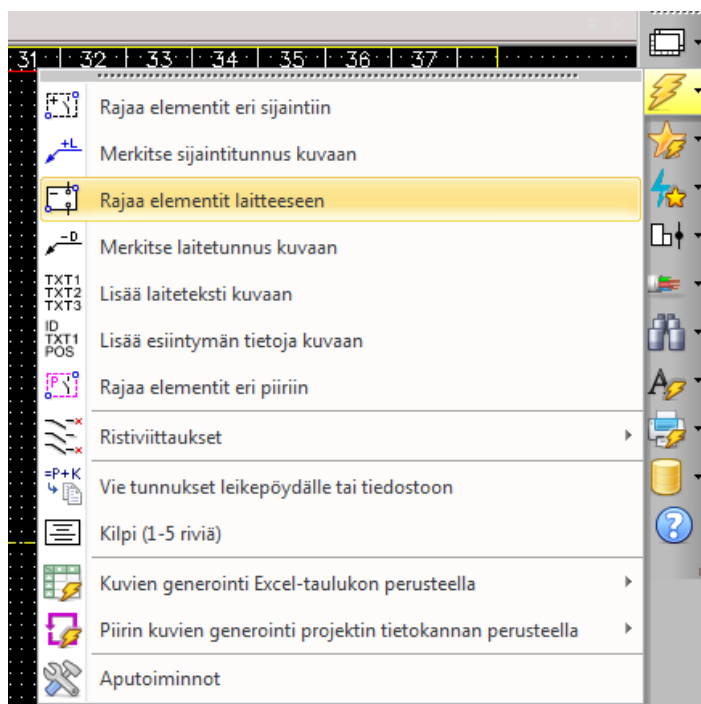 31 32 33 34 35 36 37
Rajaa elementit eri sijaintiin
+L
Merkitse sijaintitunnus kuvaan
Rajaa elementit laitteeseen
-D
Merkitse laitetunnus kuvaan
TXT1
TXT2
TXT3
Lisää laiteteksti kuvaan
ID
TXT1
POS
Lisää esiintymän tietoja kuvaan
P
Rajaa elementit eri piiriin
Ristiviittaukset
=P+K
Vie tunnukset leikepöydälle tai tiedostoon
Kilpi (1-5 riviä)
Kuvien generointi Excel-taulukon perusteella
Piirin kuvien generointi projektin tietokannan perusteella
Aputoiminnot
A
?